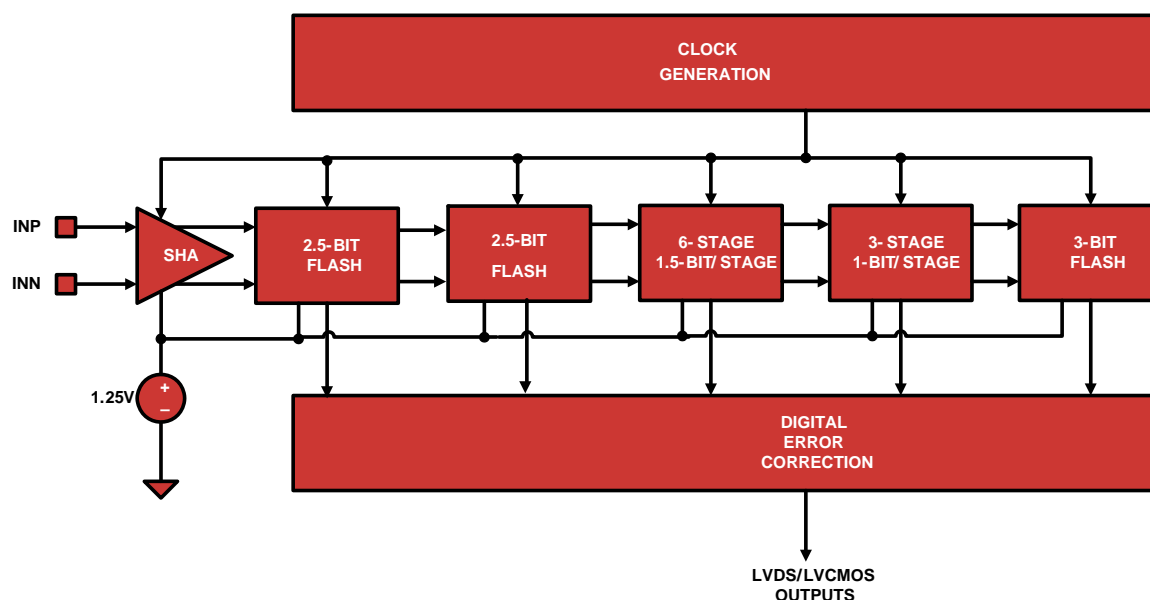 CLOCK
GENERATION
INP
INN
SHA
+
−
1.25V
2.5-BIT
FLASH
2.5-BIT
FLASH
6- STAGE
1.5-BIT/ STAGE
3- STAGE
1-BIT/ STAGE
3-BIT
FLASH
DIGITAL
ERROR
CORRECTION
LVDS/LVCMOS
OUTPUTS